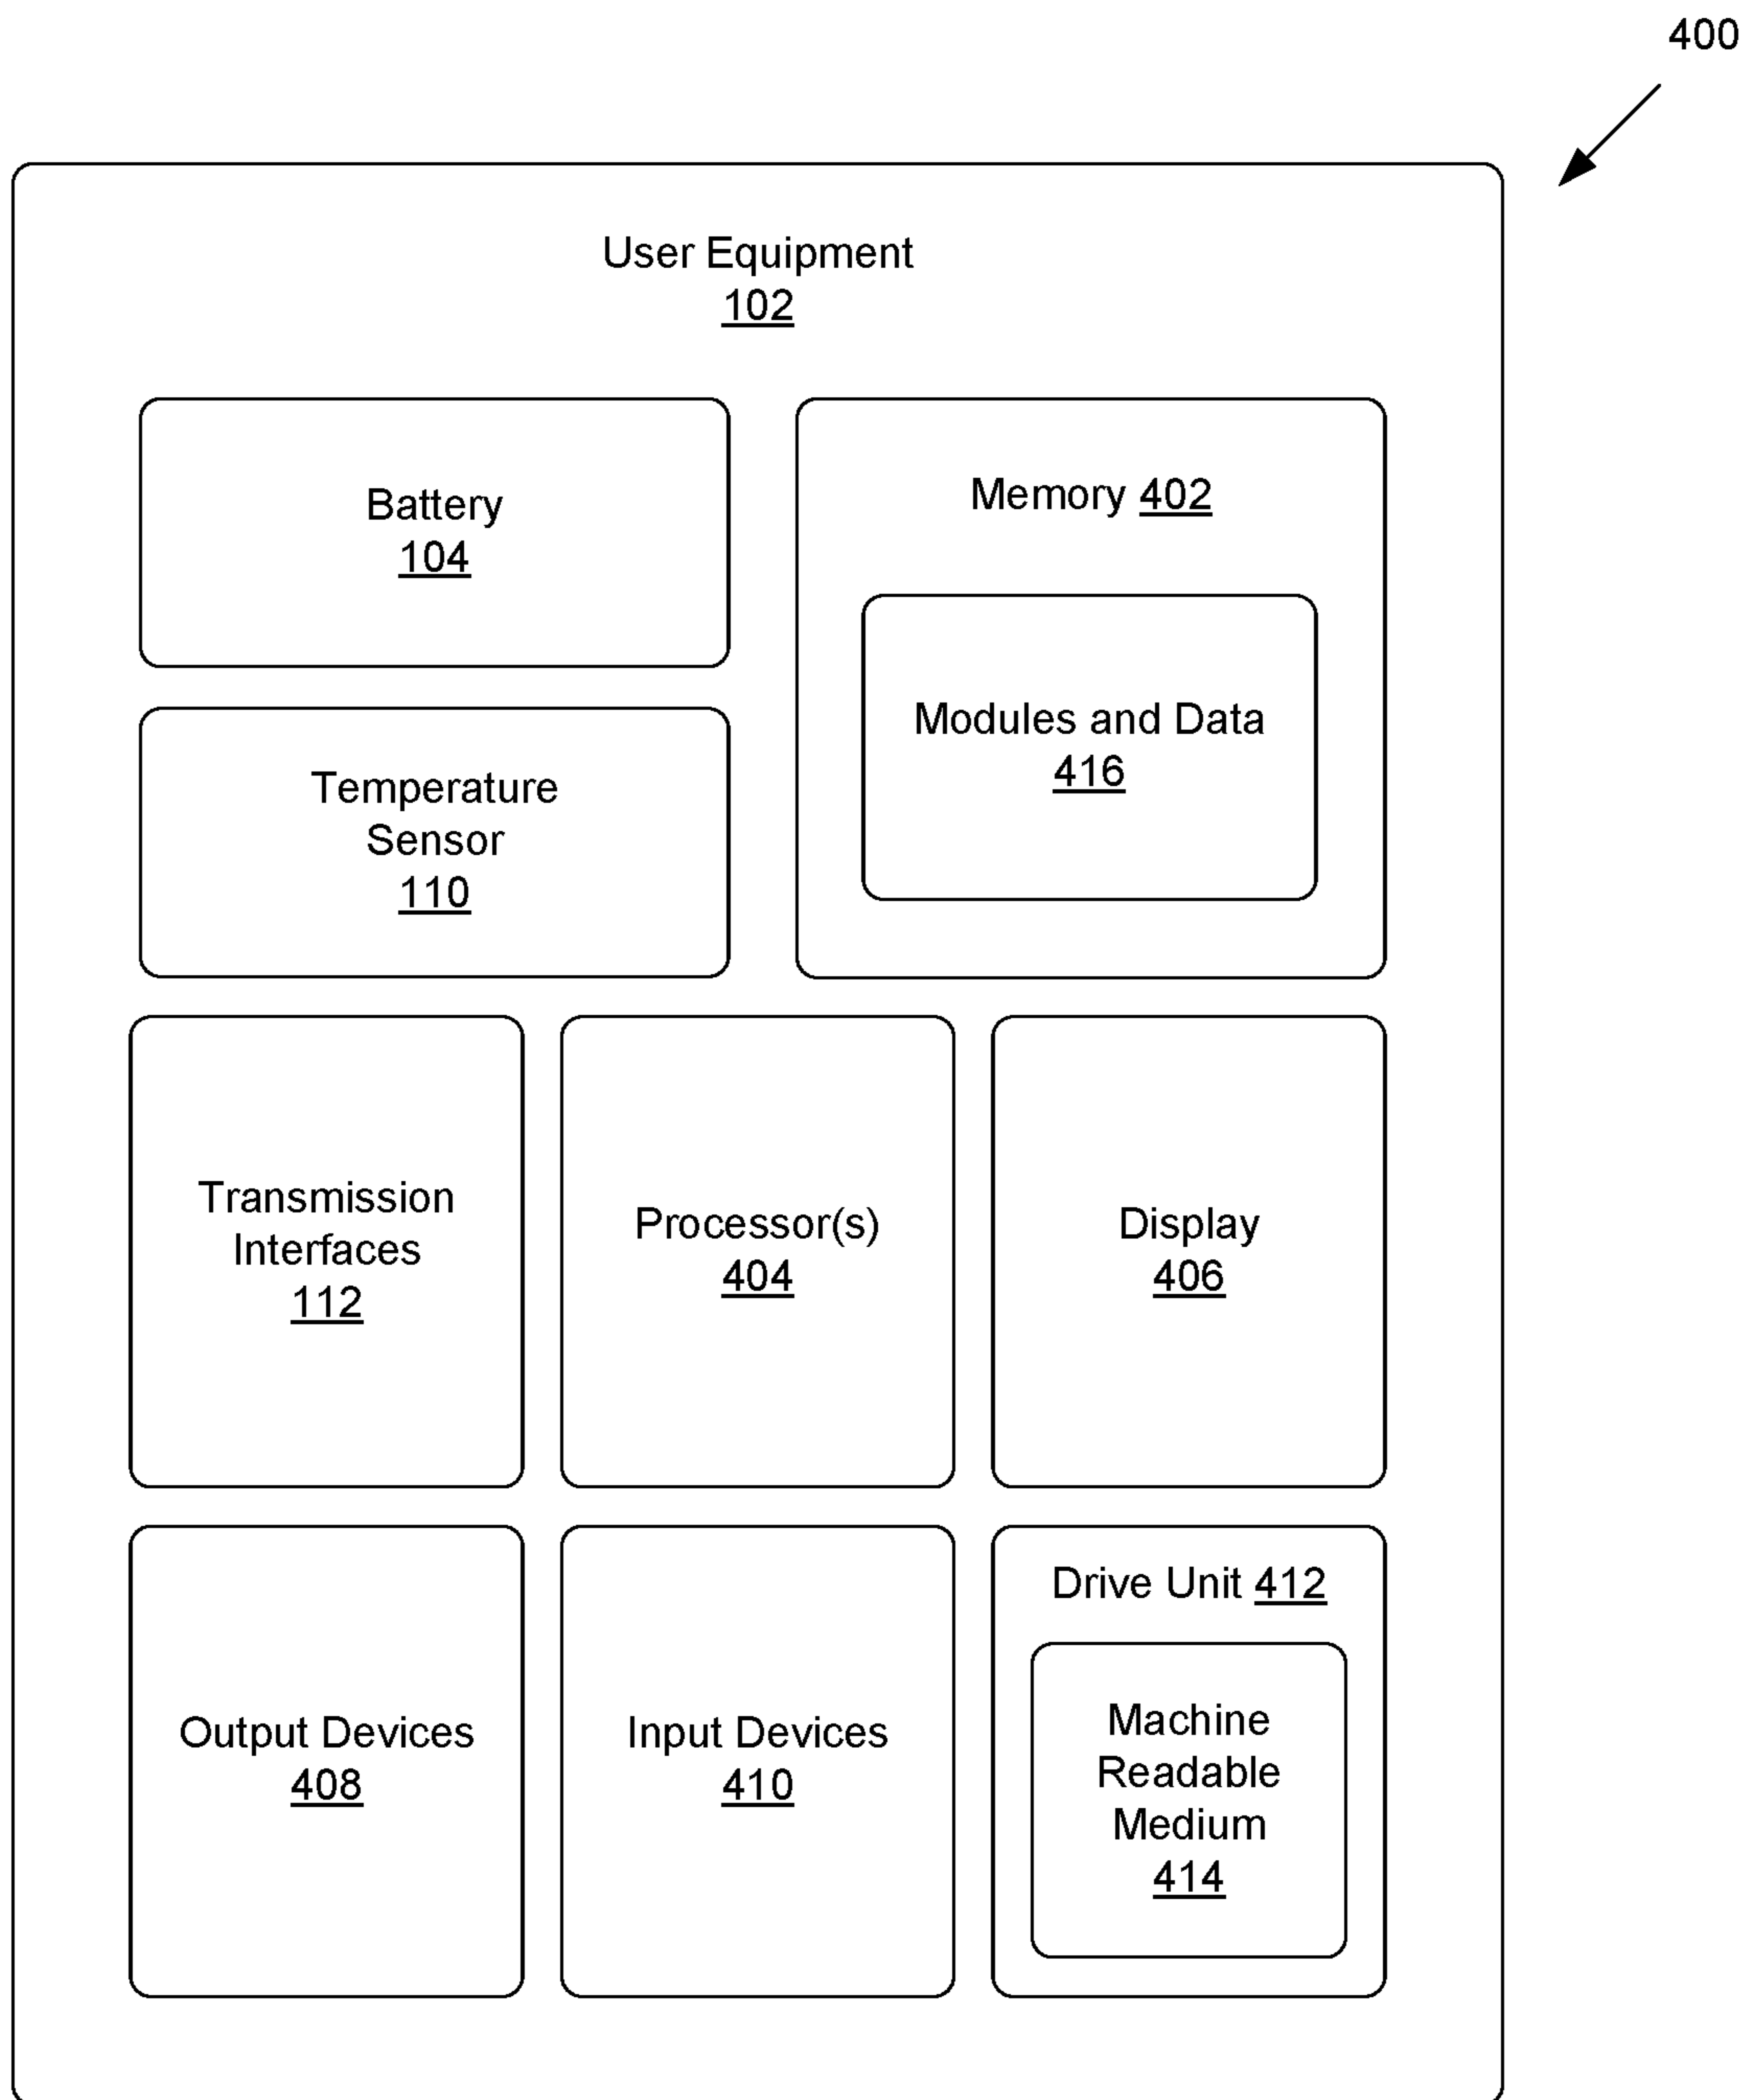 400
User Equipment
102
Battery
104
Memory 402
Modules and Data
416
Temperature
Sensor
110
Transmission
Interfaces
112
Processor(s)
404
Display
406
Output Devices
408
Input Devices
410
Drive Unit 412
Machine
Readable
Medium
414